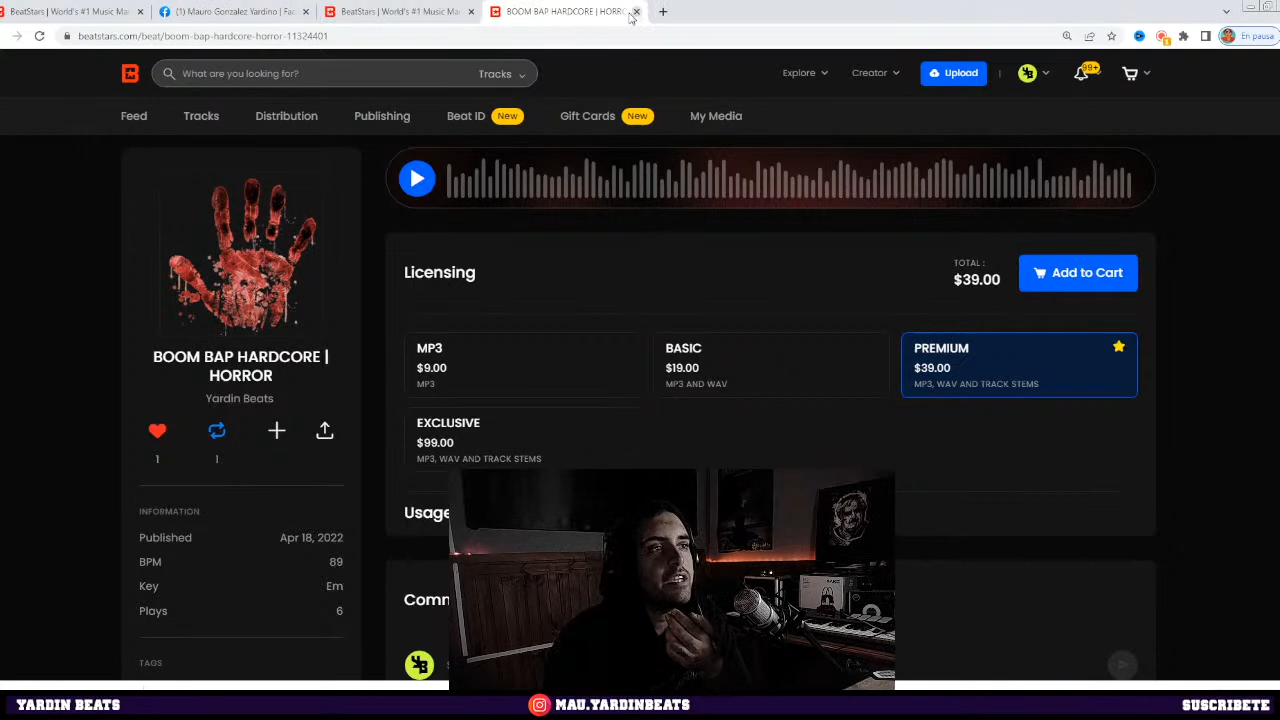 BeatStars | World's #1 Music Mar
(1) Mauro Gonzalez Yardino | Fac
BeatStars | World's #1 Music Mar
BOOM BAP HARDCORE | HORRO
beatstars.com/beat/boom-bap-hardcore-horror-11324401
En pausa
What are you looking for?
Tracks
Explore
Creator
Upload
99+
Feed
Tracks
Distribution
Publishing
Beat ID
New
Gift Cards
New
My Media
BOOM BAP HARDCORE |
HORROR
Yardin Beats
1
1
INFORMATION
Published
Apr 18, 2022
BPM
89
Key
Em
Plays
6
TAGS
Licensing
TOTAL :
$39.00
Add to Cart
MP3
$9.00
MP3
BASIC
$19.00
MP3 AND WAV
PREMIUM
$39.00
MP3, WAV AND TRACK STEMS
EXCLUSIVE
$99.00
MP3, WAV AND TRACK STEMS
Usage
Comm
YARDIN BEATS
MAU.YARDINBEATS
SUSCRIBETE